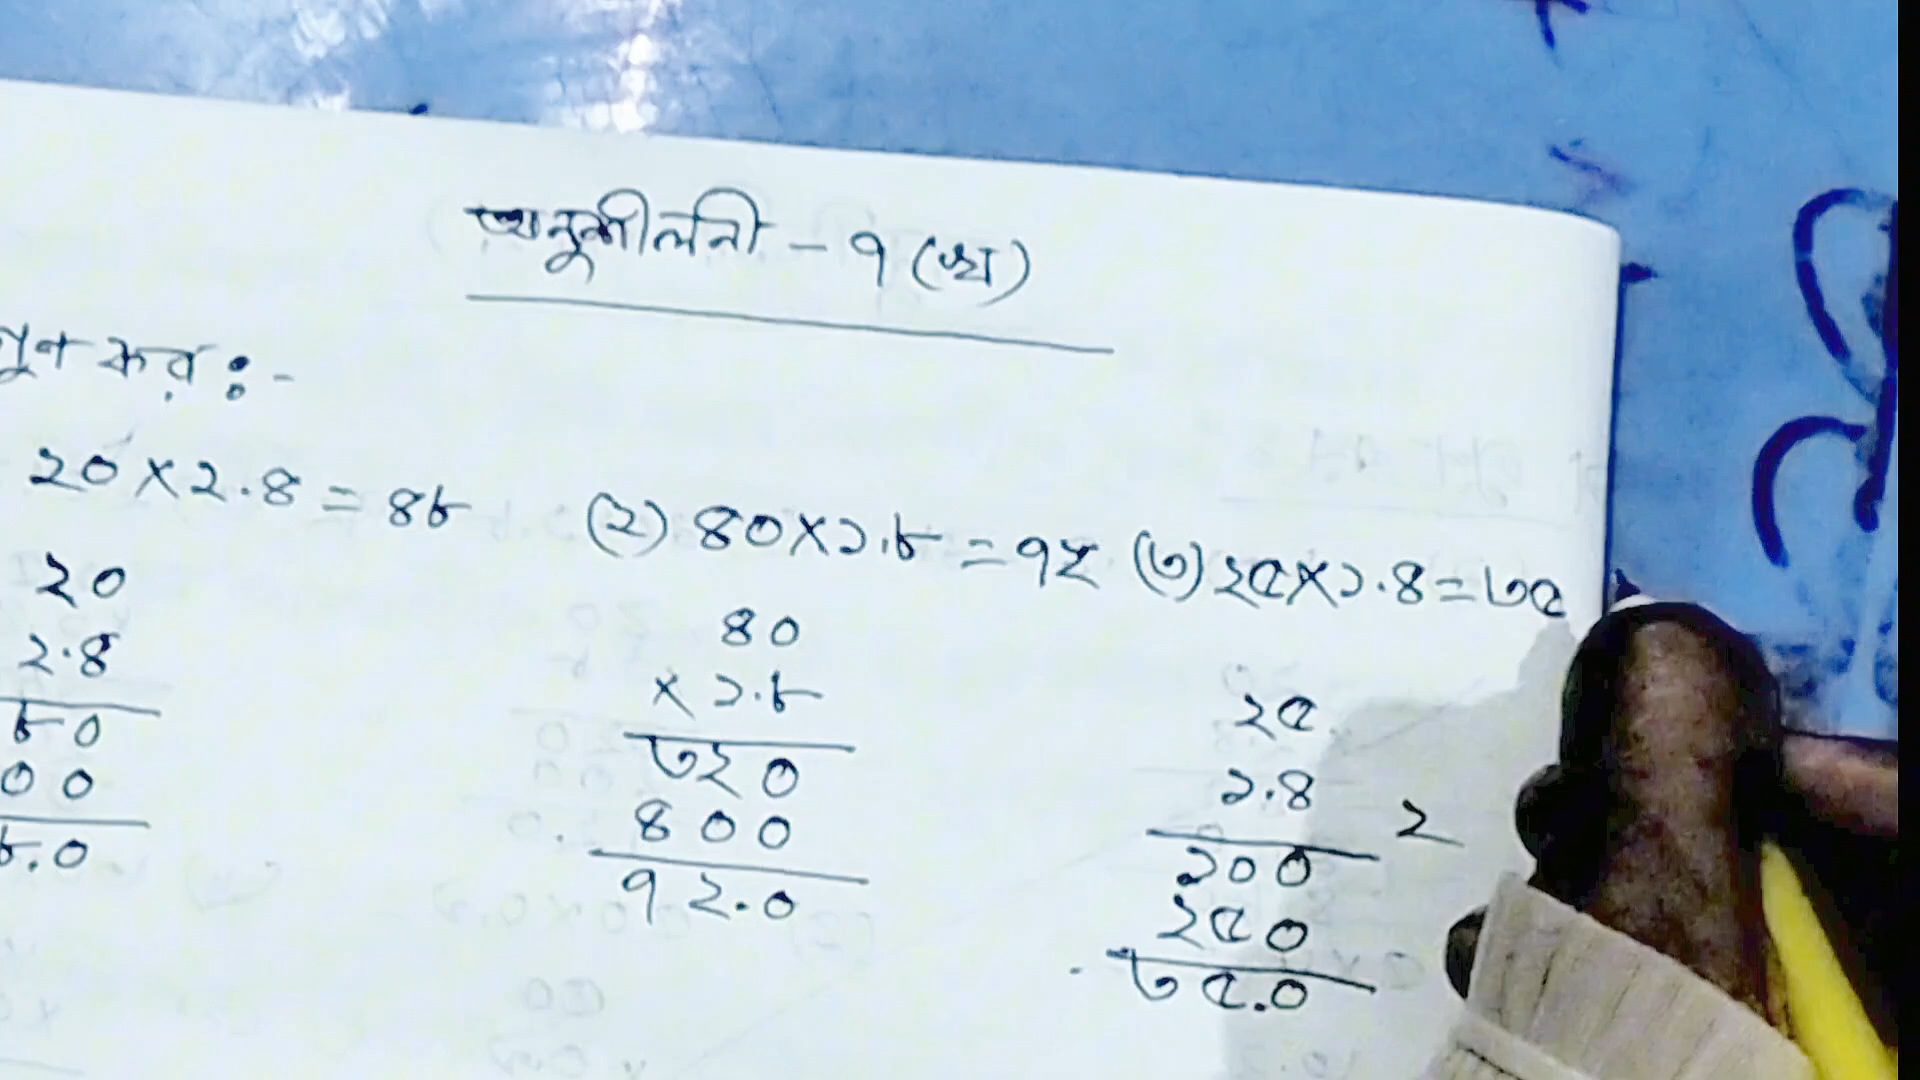 অনুশীলনী - ৭ (খ)
গুণ কর :-
২০ × ২.৪ = ৪৮ (২) ৪০ × ১.৮ = ৭২ (৩) ২৫ × ১.৪ = ৩৫
২০ ৪০ ২৫
২.৪ × ১.৮ ১.৪ ২
৮০ ৩২০ ১০০
০০ ৪০০ ২৫০
৮.০ ৭২.০ ৩৫.০